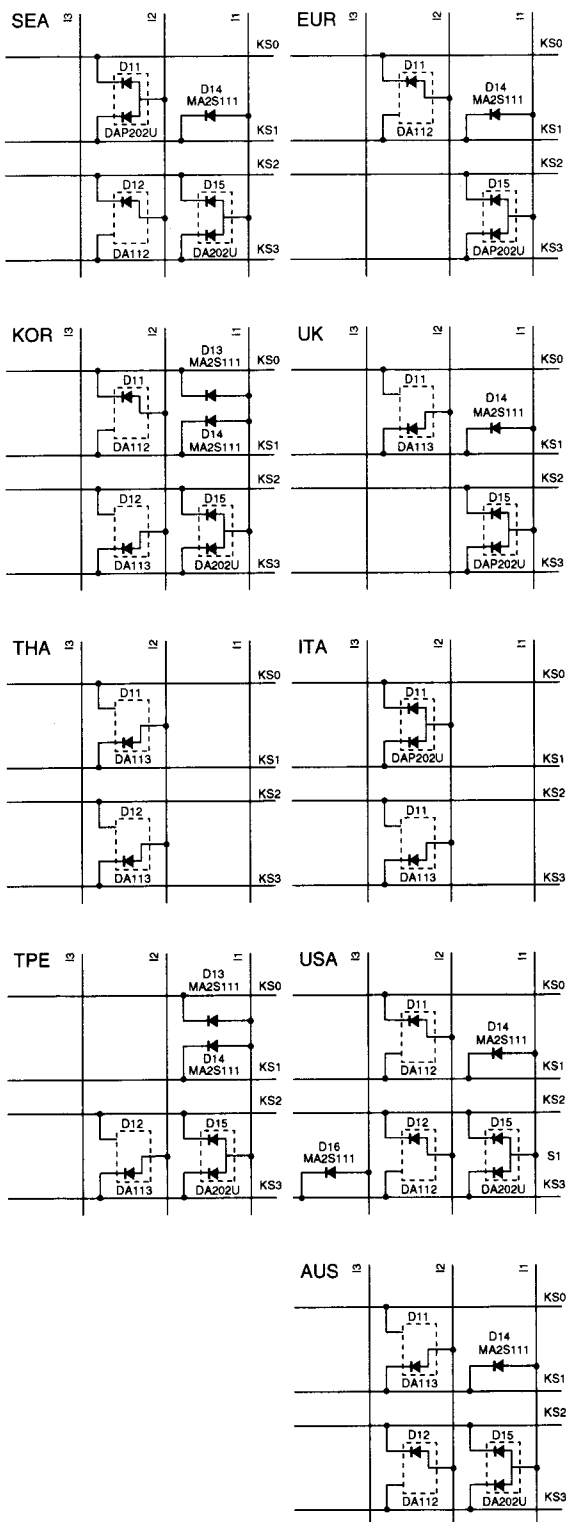 SEA I3 I2 I1
KS0
D11
DAP202U
D14
MA2S111
KS1
KS2
D12
DA112
D15
DA202U
KS3
EUR I3 I2 I1
KS0
D11
DA112
D14
MA2S111
KS1
KS2
D15
DAP202U
KS3
KOR I3 I2 I1
D13
MA2S111
KS0
D11
DA112
D14
MA2S111
KS1
KS2
D12
DA113
D15
DA202U
KS3
UK I3 I2 I1
KS0
D11
DA113
D14
MA2S111
KS1
KS2
D15
DAP202U
KS3
THA I3 I2 I1
KS0
D11
DA113
KS1
KS2
D12
DA113
KS3
ITA I3 I2 I1
KS0
D11
DAP202U
KS1
KS2
D11
DA113
KS3
TPE I3 I2 I1
D13
MA2S111
KS0
D14
MA2S111
KS1
KS2
D12
DA113
D15
DA202U
KS3
USA I3 I2 I1
KS0
D11
DA112
D14
MA2S111
KS1
KS2
D16
MA2S111
D12
DA112
D15
DA202U
S1
KS3
AUS I3 I2 I1
KS0
D11
DA113
D14
MA2S111
KS1
KS2
D12
DA112
D15
DA202U
KS3